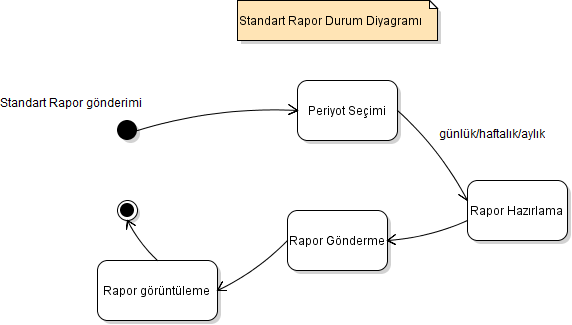 Standart Rapor Durum Diyagramı
Standart Rapor gönderimi
Periyot Seçimi
günlük/haftalık/aylık
Rapor Hazırlama
Rapor Gönderme
Rapor görüntüleme